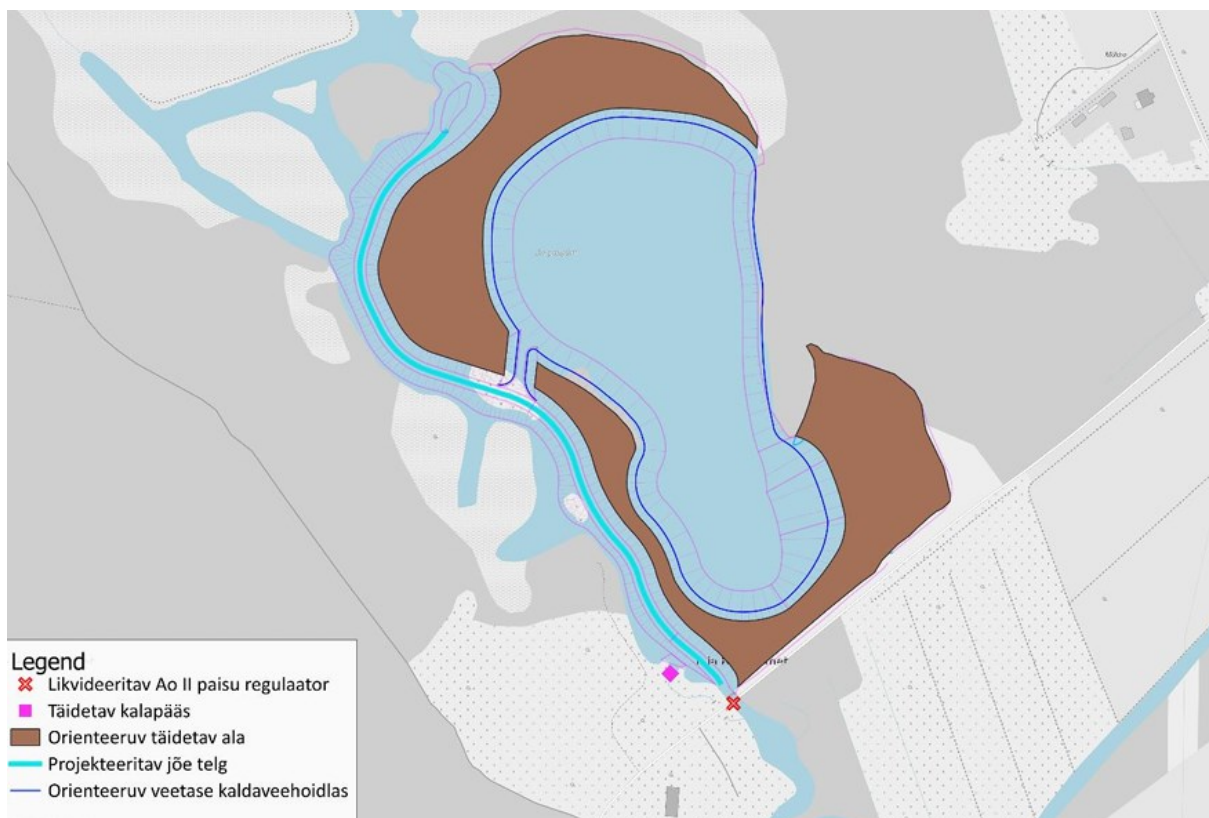 Legend
Likvideeritav Ao II paisu regulaator
Täidetav kalapääs
Orienteeruv täidetav ala
Projekteeritav jõe telg
Orienteeruv veetase kaldaveehoidlas